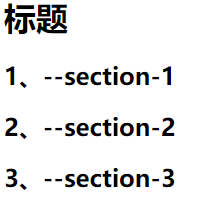 标题
1、--section-1
2、--section-2
3、--section-3